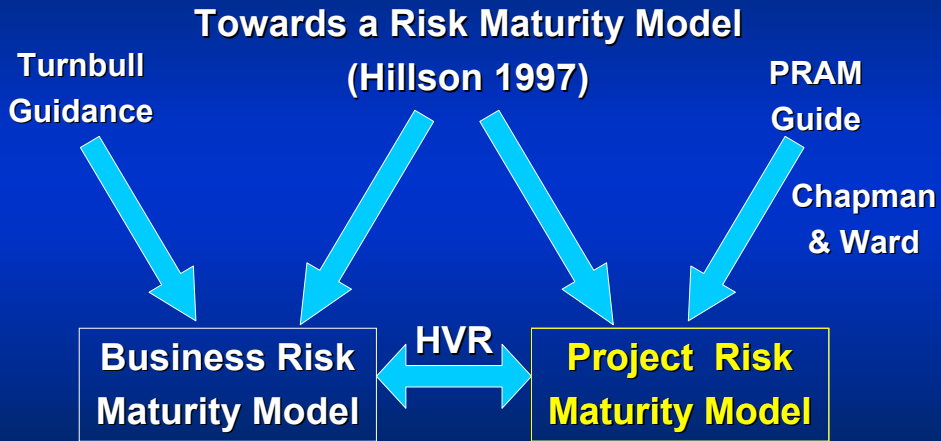 Towards a Risk Maturity Model
(Hillson 1997)
Turnbull
Guidance
PRAM
Guide
Chapman
& Ward
Business Risk
Maturity Model
HVR
Project Risk
Maturity Model